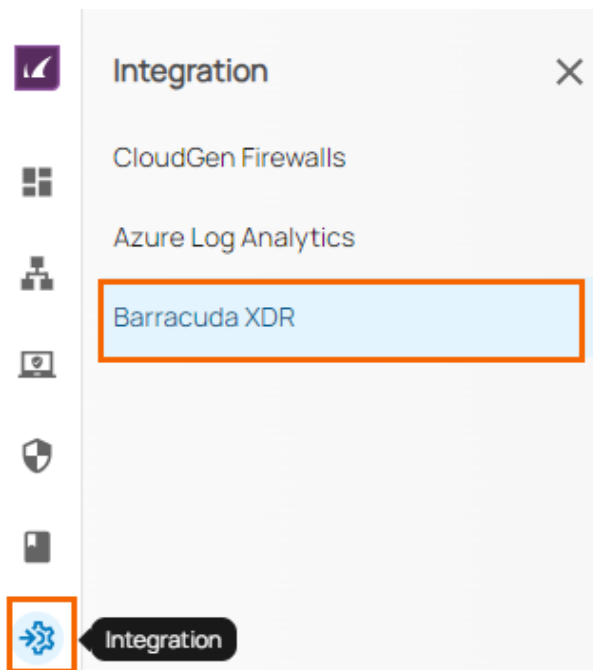 Integration
CloudGen Firewalls
Azure Log Analytics
Barracuda XDR
Integration